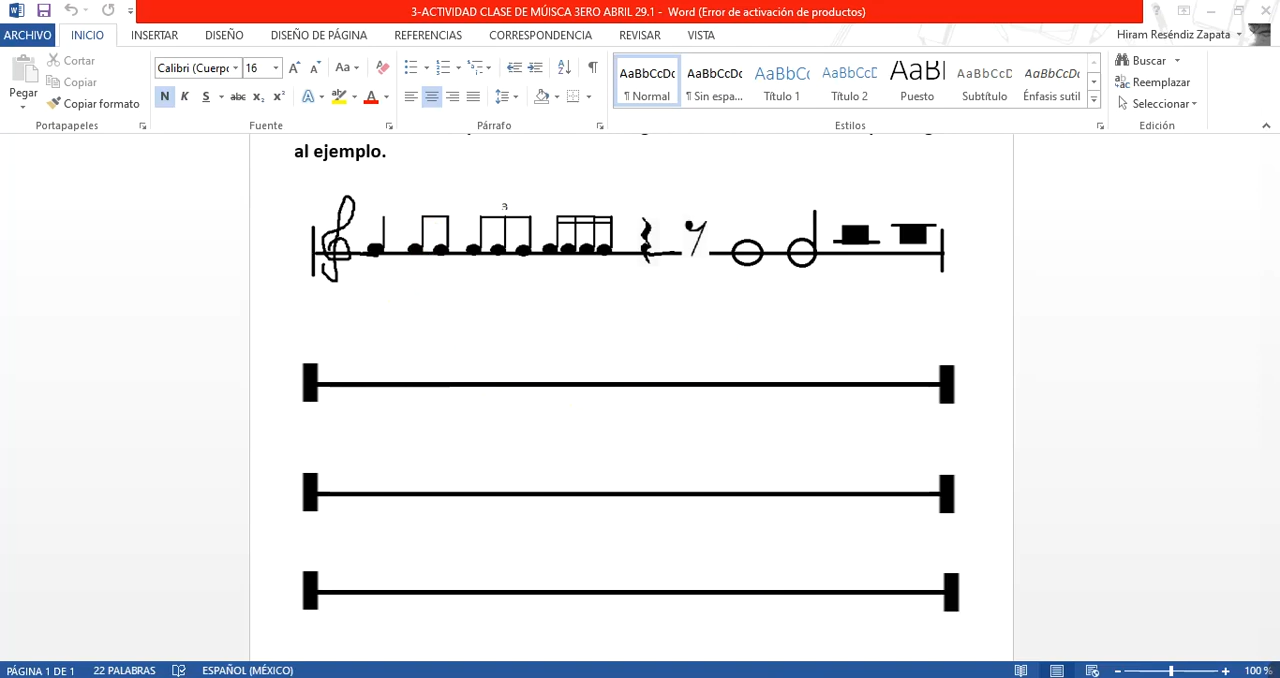 3-ACTIVIDAD CLASE DE MÚISCA 3ERO ABRIL 29.1 - Word (Error de activación de productos)
ARCHIVO INICIO INSERTAR DISEÑO DISEÑO DE PÁGINA REFERENCIAS CORRESPONDENCIA REVISAR VISTA Hiram Reséndiz Zapata
Pegar
Cortar
Copiar
Copiar formato
Portapapeles
Calibri (Cuerpo 16
N K S abc x₂ x² A A
Fuente
Párrafo
AaBbCcDc AaBbCcDc AaBbCc AaBbCcD AaBl AaBbCcD AaBbCcDc
¶ Normal ¶ Sin espa... Título 1 Título 2 Puesto Subtítulo Énfasis sutil
Estilos
Buscar
Reemplazar
Seleccionar
Edición
al ejemplo.
3
PÁGINA 1 DE 1 22 PALABRAS ESPAÑOL (MÉXICO) 100 %